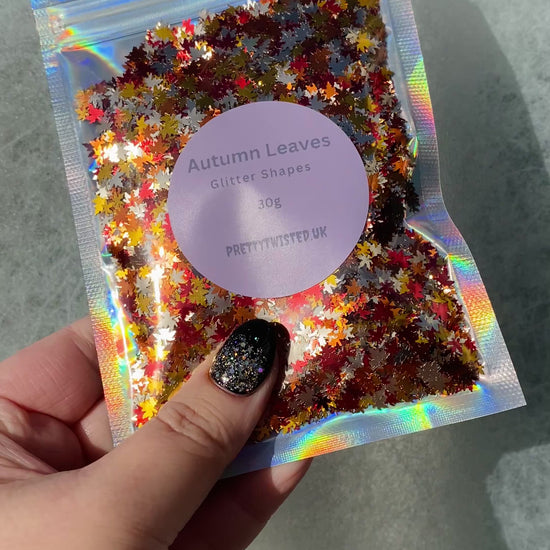 Autumn Leaves
Glitter Shapes
30g
PRETTYTWISTED.UK